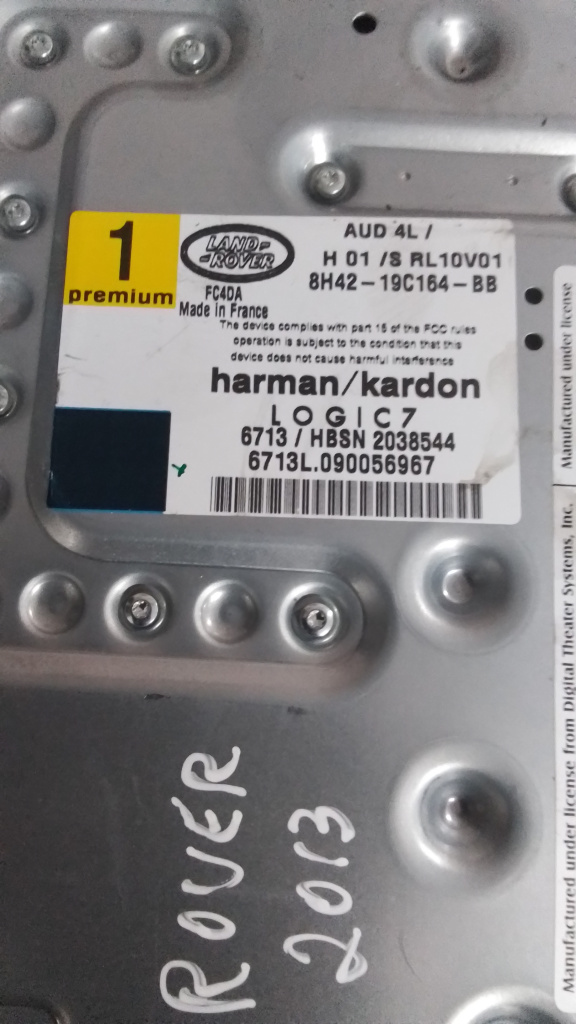 1
premium
LAND-
-ROVER
FC4DA
Made in France
AUD 4L /
H 01 /S RL10V01
8H42-19C164-BB
The device complies with part 15 of the FCC rules
operation is subject to the condition that this
device does not cause harmful interference
harman/kardon
LOGIC7
6713 / HBSN 2038544
6713L.090056967
Manufactured under license
Manufactured under license from Digital Theater Systems, Inc.
ROVER
2013